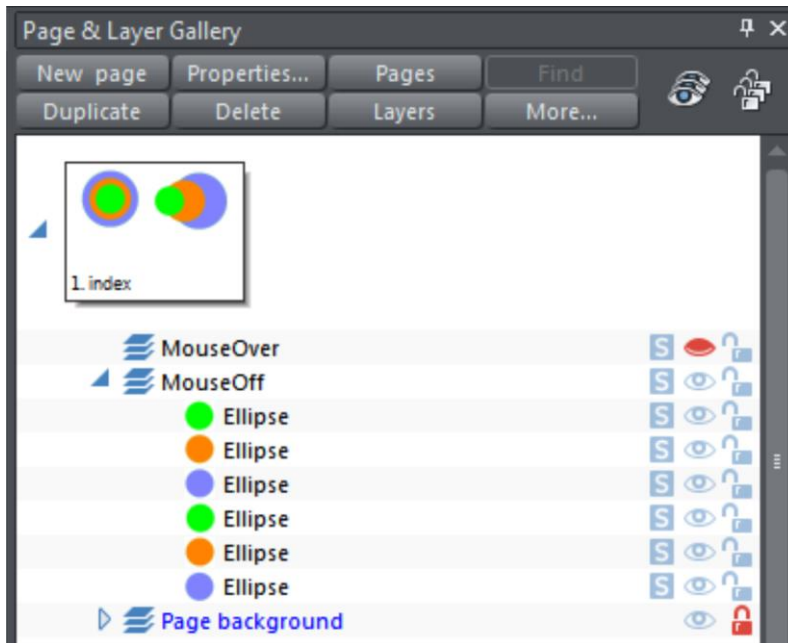 Page & Layer Gallery
New page Properties... Pages Find
Duplicate Delete Layers More...
1. index
MouseOver S
MouseOff S
Ellipse S
Ellipse S
Ellipse S
Ellipse S
Ellipse S
Ellipse S
Page background